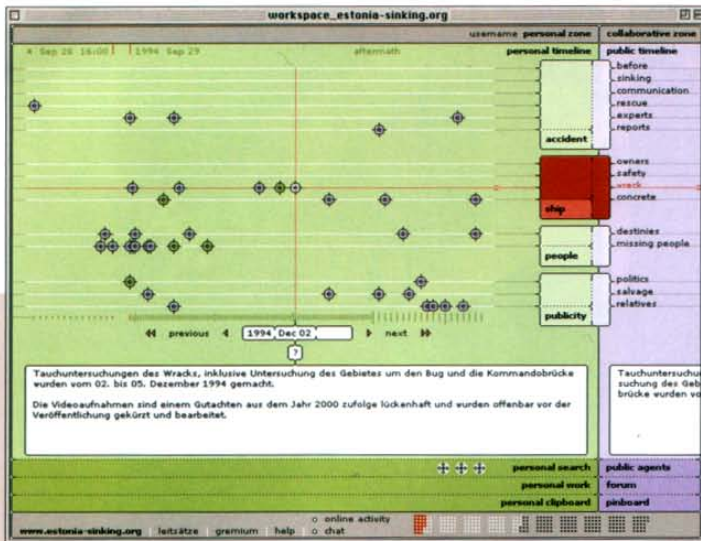 workspace_estonia-sinking.org
username personal zone collaborative zone
4 Sep 28 16:00 1994 Sep 29 aftermath personal timeline public timeline
before
sinking
communication
rescue
experts
reports
accident
owners
safety
wreck
concrete
ship
destinies
missing people
people
politics
salvage
relatives
publicity
previous 1994 Dec 02 next
?
Tauchuntersuchungen des Wracks, inklusive Untersuchung des Gebietes um den Bug und die Kommandobrücke
wurden vom 02. bis 05. Dezember 1994 gemacht.
Die Videoaufnahmen sind einem Gutachten aus dem Jahr 2000 zufolge lückenhaft und wurden offenbar vor der
Veröffentlichung gekürzt und bearbeitet.
Tauchuntersuchu
suchung des Geb
brücke wurden vo
personal search public agents
personal work forum
personal clipboard pinboard
www.estonia-sinking.org leitsätze gremium help online activity
chat